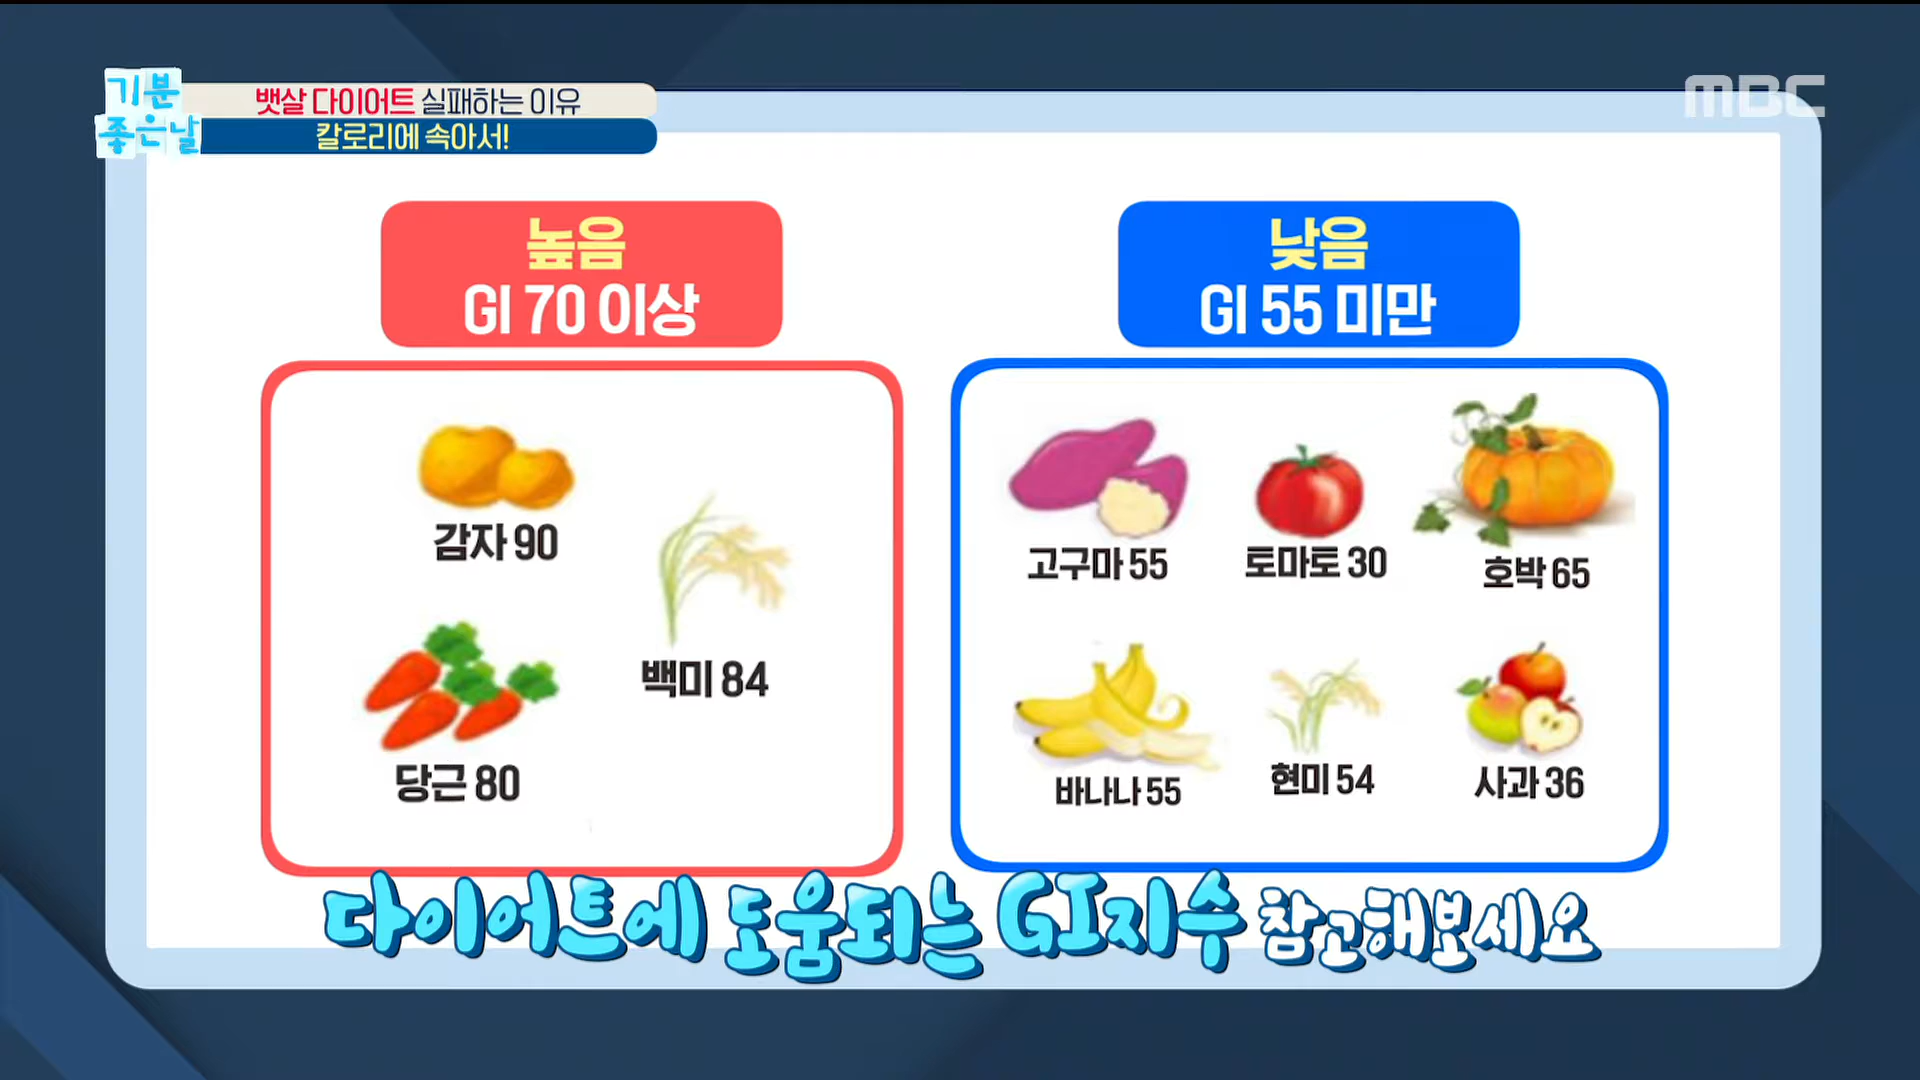 기분
좋은날
뱃살 다이어트 실패하는 이유
칼로리에 속아서!
MBC
높음
GI 70 이상
낮음
GI 55 미만
감자 90
백미 84
당근 80
고구마 55
토마토 30
호박 65
바나나 55
현미 54
사과 36
다이어트에 도움되는 GI지수 참고해보세요